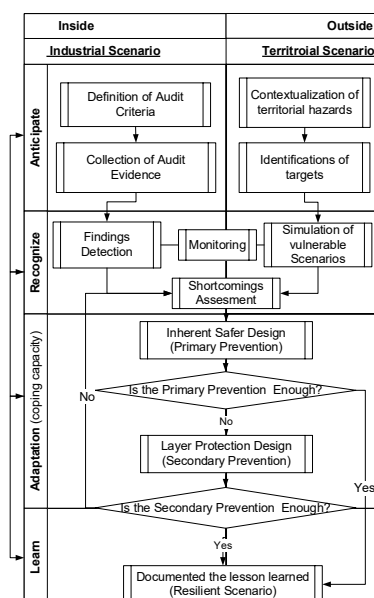 Inside
Outside
Industrial Scenario
Territroial Scenario
Anticipate
Definition of Audit
Criteria
Contextualization of
territorial hazards
Collection of Audit
Evidence
Identifications of
targets
Recognize
Findings
Detection
Monitoring
Simulation of
vulnerable Scenarios
Shortcomings
Assesment
Adaptation (coping capacity)
Inherent Safer Design
(Primary Prevention)
Is the Primary Prevention Enough?
No
No
Layer Protection Design
(Secondary Prevention)
Yes
Is the Secondary Prevention Enough?
Learn
Yes
Documented the lesson learned
(Resilient Scenario)